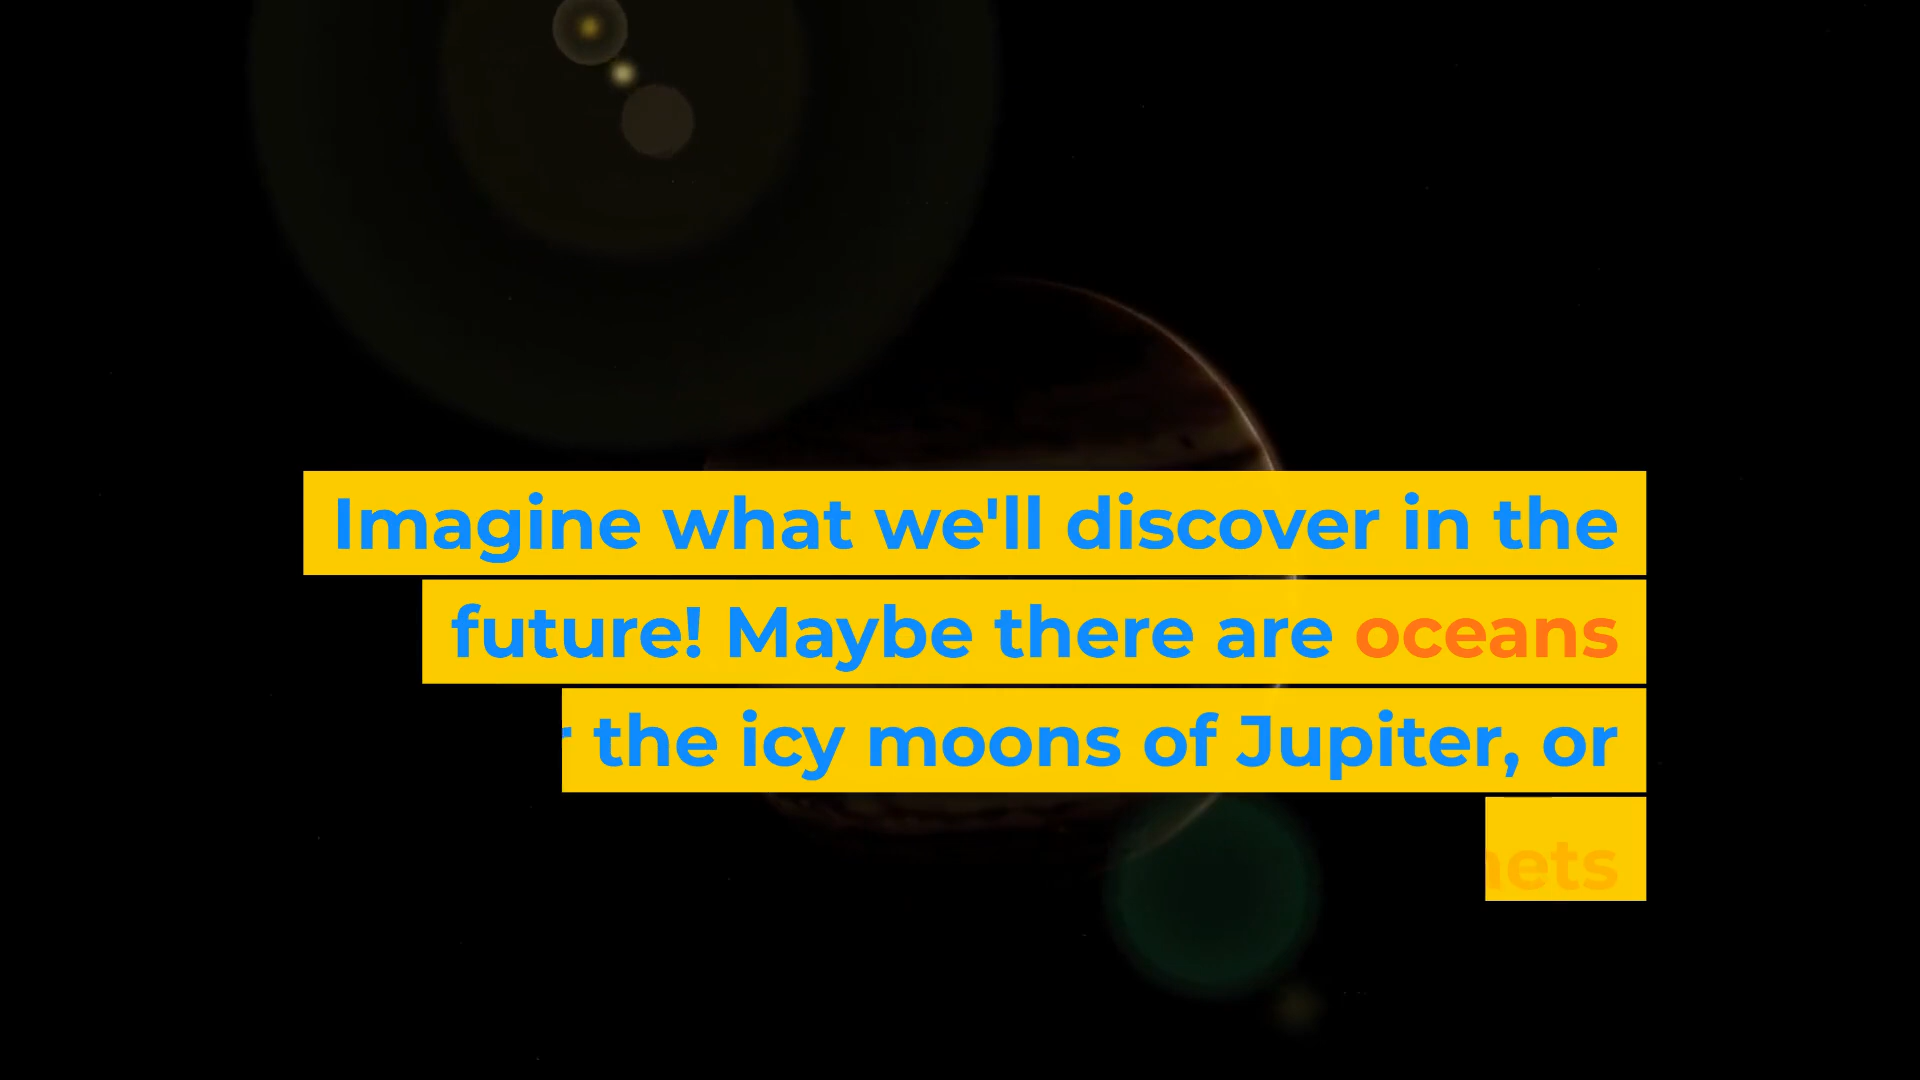 Imagine what we'll discover in the
future! Maybe there are oceans
the icy moons of Jupiter, or